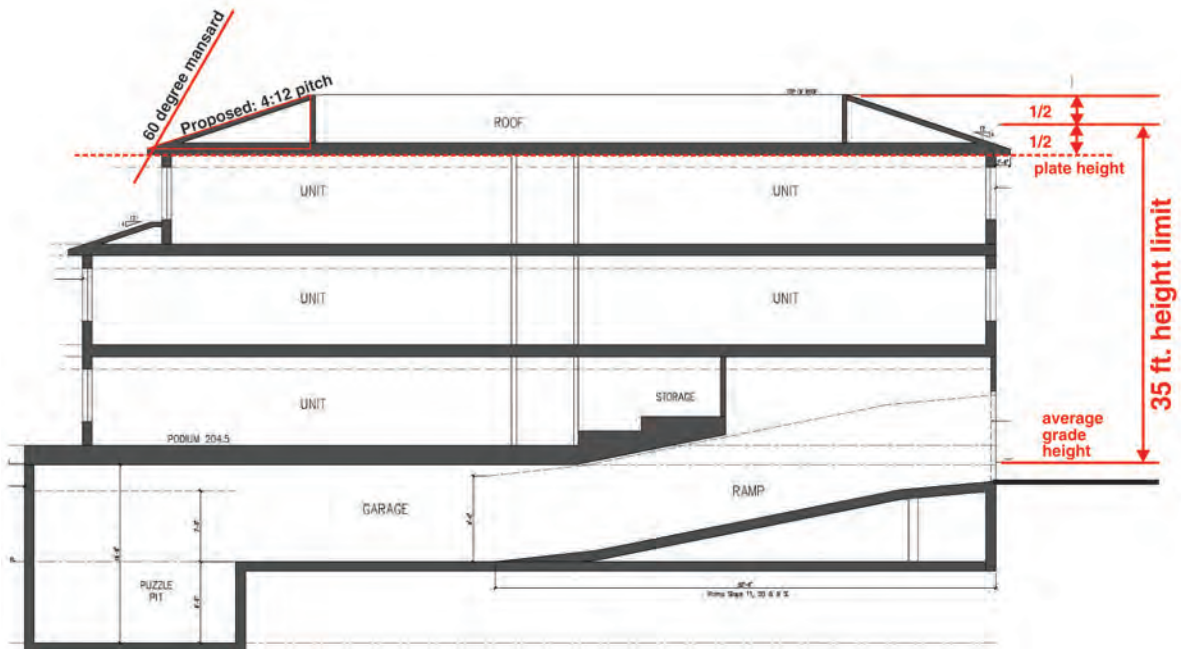 60 degree mansard
Proposed: 4:12 pitch
ROOF
1/2
1/2
plate height
UNIT
UNIT
UNIT
UNIT
35 ft. height limit
UNIT
STORAGE
average
grade
height
PODIUM 204.5
GARAGE
RAMP
PUZZLE
PIT